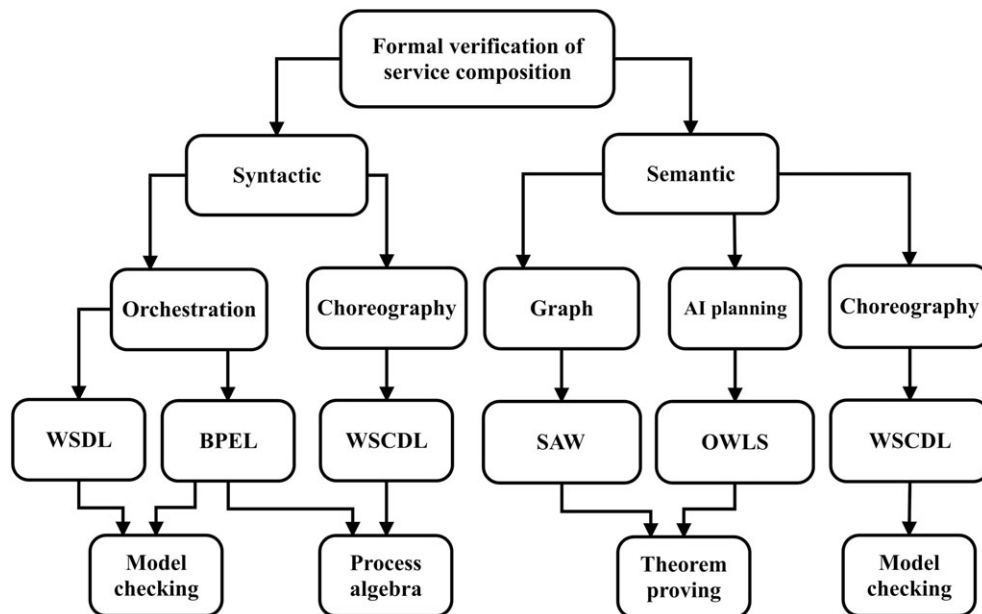 Formal verification of
service composition
Syntactic
Semantic
Orchestration
Choreography
Graph
AI planning
Choreography
WSDL
BPEL
WSCDL
SAW
OWLS
WSCDL
Model
checking
Process
algebra
Theorem
proving
Model
checking